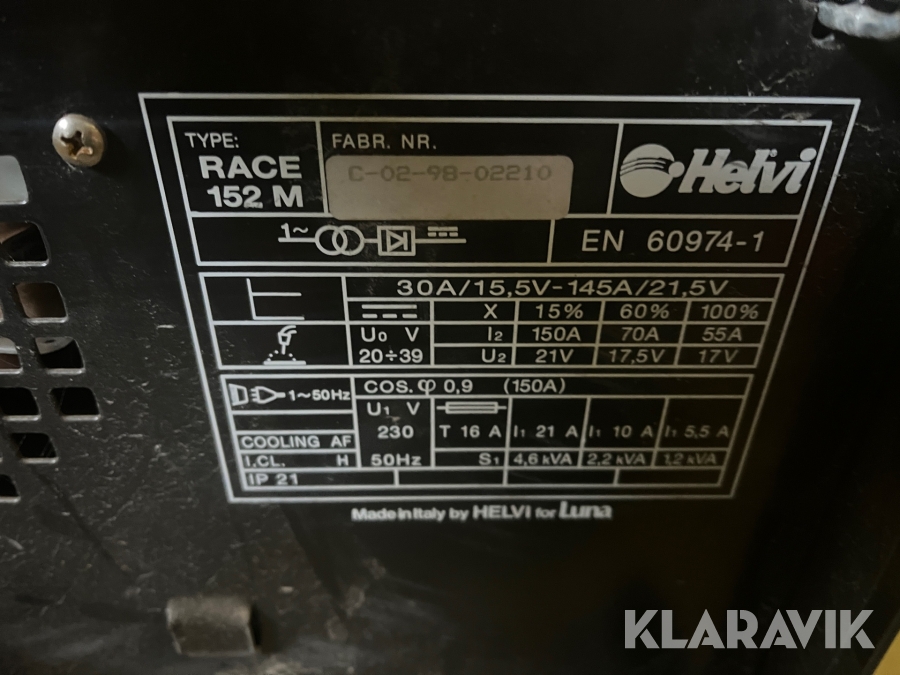 TYPE: FABR. NR.
RACE 152 M
C-02-98-02210
Helvi
1~ EN 60974-1
30A/15,5V-145A/21,5V
X 15% 60% 100%
U0 V I2 150A 70A 55A
20÷39 U2 21V 17,5V 17V
1~50Hz COS. φ 0,9 (150A)
U1 V
230 T 16 A I1 21 A I1 10 A I1 5,5 A
COOLING AF
I.CL. H 50Hz S1 4,6 kVA 2,2 kVA 1,2 kVA
IP 21
Made in Italy by HELVI for Luna
KLARAVIK